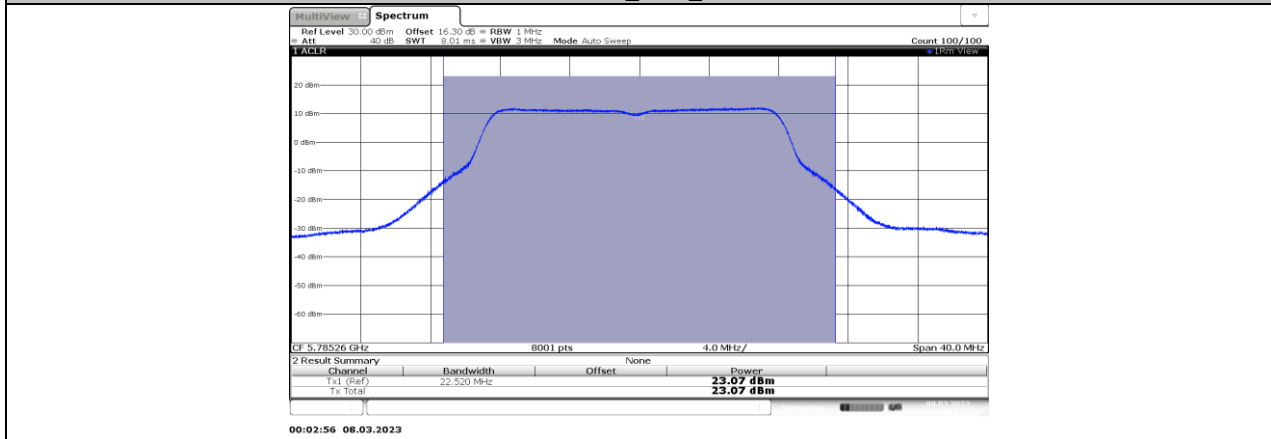 MultiView Spectrum
Ref Level 30.00 dBm Offset 16.30 dB RBW 1 MHz
Att 40 dB SWT 8.01 ms VBW 3 MHz Mode Auto Sweep Count 100/100
1 ACLR 1Rm View
20 dBm
10 dBm
0 dBm
-10 dBm
-20 dBm
-30 dBm
-40 dBm
-50 dBm
-60 dBm
CF 5.78526 GHz 8001 pts 4.0 MHz/ Span 40.0 MHz
2 Result Summary None
Channel Bandwidth Offset Power
Tx1 (Ref) 22.520 MHz 23.07 dBm
Tx Total 23.07 dBm
00:02:56 08.03.2023